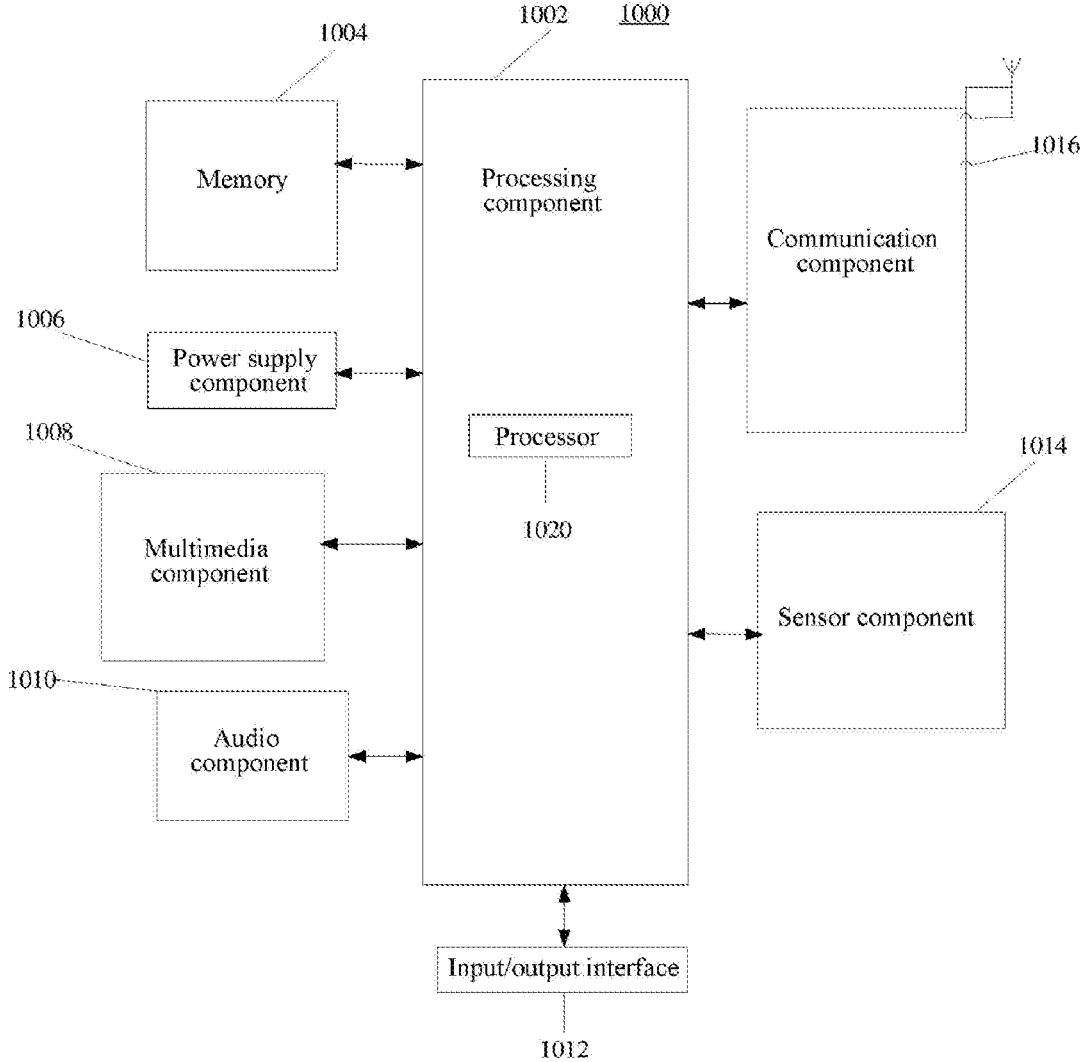 1002
1000
1004
Memory
Processing
component
1016
Communication
component
1006
Power supply
component
1008
Processor
1014
1020
Multimedia
component
Sensor component
1010
Audio
component
Input/output interface
1012